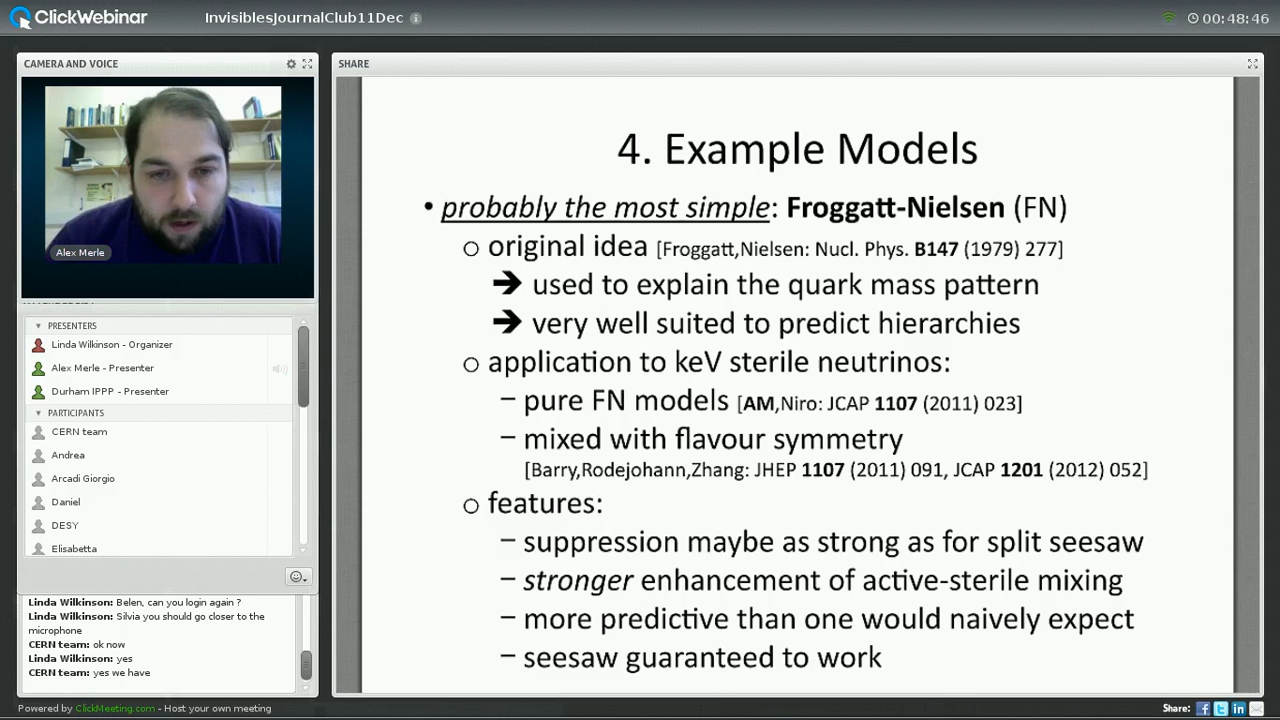 ClickWebinar
InvisiblesJournalClub11Dec
00:48:46
CAMERA AND VOICE
Alex Merle
PRESENTERS
Linda Wilkinson - Organizer
Alex Merle - Presenter
Durham IPPP - Presenter
PARTICIPANTS
CERN team
Andrea
Arcadi Giorgio
Daniel
DESY
Elisabetta
Linda Wilkinson: Belen, can you login again ?
Linda Wilkinson: Silvia you should go closer to the
microphone
CERN team: ok now
Linda Wilkinson: yes
CERN team: yes we have
SHARE
4. Example Models
• probably the most simple: Froggatt-Nielsen (FN)
o original idea [Froggatt,Nielsen: Nucl. Phys. B147 (1979) 277]
➔ used to explain the quark mass pattern
➔ very well suited to predict hierarchies
o application to keV sterile neutrinos:
– pure FN models [AM,Niro: JCAP 1107 (2011) 023]
– mixed with flavour symmetry
[Barry,Rodejohann,Zhang: JHEP 1107 (2011) 091, JCAP 1201 (2012) 052]
o features:
– suppression maybe as strong as for split seesaw
– stronger enhancement of active-sterile mixing
– more predictive than one would naively expect
– seesaw guaranteed to work
Powered by ClickMeeting.com - Host your own meeting
Share: